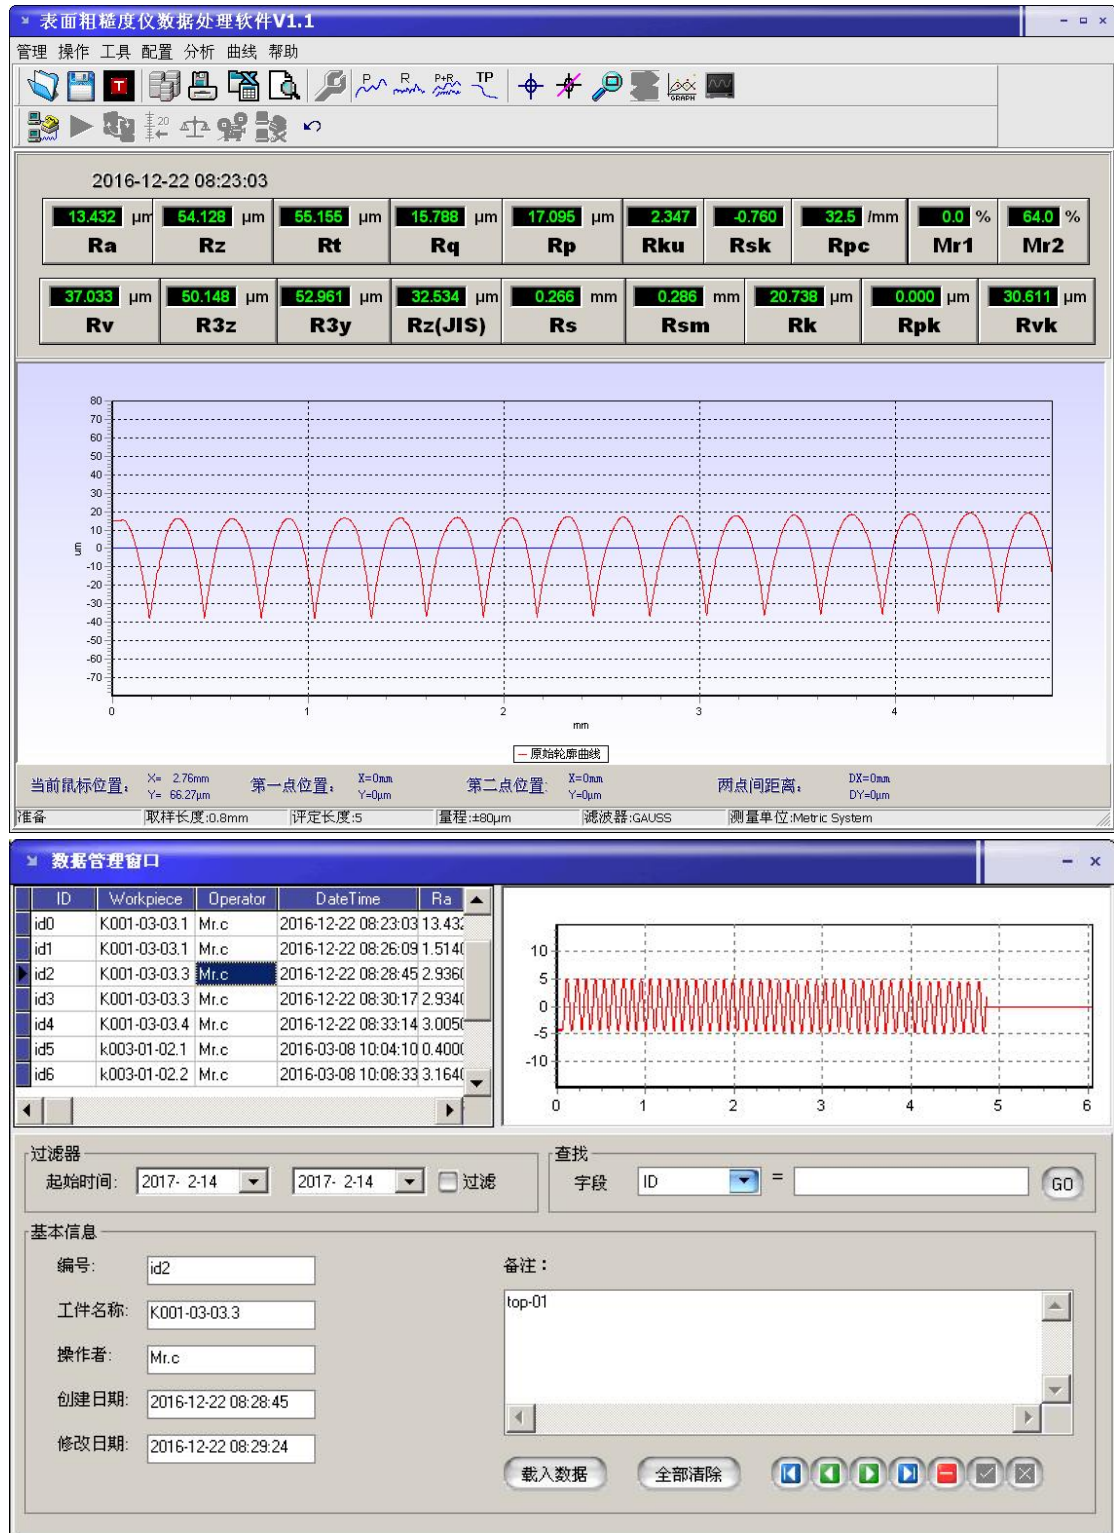 表面粗糙度仪数据处理软件V1.1
管理 操作 工具 配置 分析 曲线 帮助
T P R P+R TP GRAPH
20
2016-12-22 08:23:03
13.432 μm 54.128 μm 55.155 μm 15.788 μm 17.095 μm 2.347 -0.760 32.5 /mm 0.0 % 64.0 %
Ra Rz Rt Rq Rp Rku Rsk Rpc Mr1 Mr2
37.033 μm 50.148 μm 52.961 μm 32.534 μm 0.266 mm 0.286 mm 20.738 μm 0.000 μm 30.611 μm
Rv R3z R3y Rz(JIS) Rs Rsm Rk Rpk Rvk
80
70
60
50
40
30
20
10
0
-10
-20
-30
-40
-50
-60
-70
um
0 1 2 3 4
mm
原始轮廓曲线
当前鼠标位置: X= 2.76mm 第一点位置: X=0mm 第二点位置: X=0mm 两点间距离: DX=0mm
Y= 66.27μm Y=0μm Y=0μm DY=0μm
准备 取样长度:0.8mm 评定长度:5 量程:±80μm 滤波器:GAUSS 测量单位:Metric System
数据管理窗口
ID Workpiece Operator DateTime Ra
id0 K001-03-03.1 Mr.c 2016-12-22 08:23:03 13.432
id1 K001-03-03.1 Mr.c 2016-12-22 08:26:09 1.5140
id2 K001-03-03.3 Mr.c 2016-12-22 08:28:45 2.9360
id3 K001-03-03.3 Mr.c 2016-12-22 08:30:17 2.9340
id4 K001-03-03.4 Mr.c 2016-12-22 08:33:14 3.0050
id5 k003-01-02.1 Mr.c 2016-03-08 10:04:10 0.4000
id6 k003-01-02.2 Mr.c 2016-03-08 10:08:33 3.1640
10
5
0
-5
-10
0 1 2 3 4 5 6
过滤器
起始时间: 2017- 2-14 2017- 2-14 过滤
查找
字段 ID = GO
基本信息
编号: id2
工件名称: K001-03-03.3
操作者: Mr.c
创建日期: 2016-12-22 08:28:45
修改日期: 2016-12-22 08:29:24
备注:
top-01
载入数据 全部清除